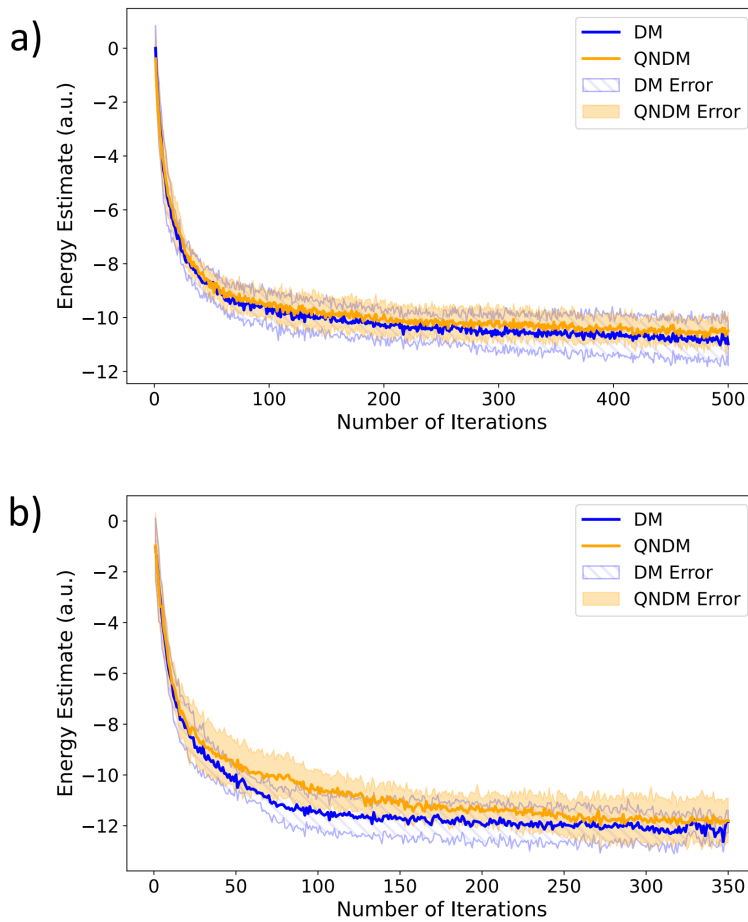 a)
Energy Estimate (a.u.)
0
−2
−4
−6
−8
−10
−12
DM
QNDM
DM Error
QNDM Error
0 100 200 300 400 500
Number of Iterations
b)
Energy Estimate (a.u.)
0
−2
−4
−6
−8
−10
−12
DM
QNDM
DM Error
QNDM Error
0 50 100 150 200 250 300 350
Number of Iterations